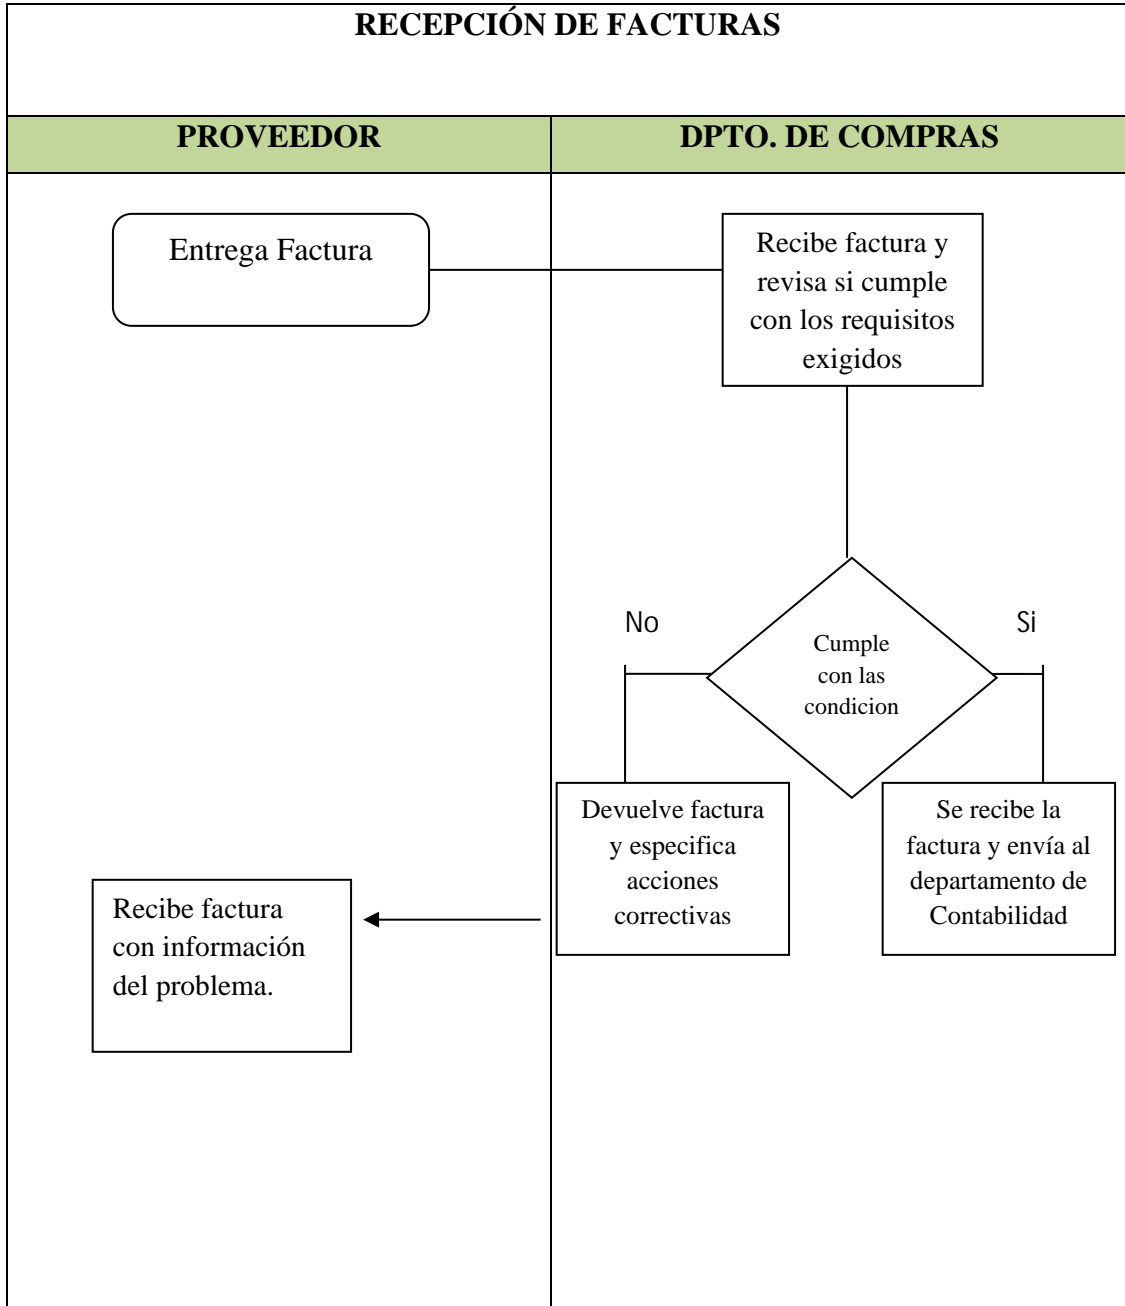 RECEPCIÓN DE FACTURAS
PROVEEDOR
DPTO. DE COMPRAS
Entrega Factura
Recibe factura y
revisa si cumple
con los requisitos
exigidos
No
Si
Cumple
con las
condicion
Devuelve factura
y especifica
acciones
correctivas
Se recibe la
factura y envía al
departamento de
Contabilidad
Recibe factura
con información
del problema.